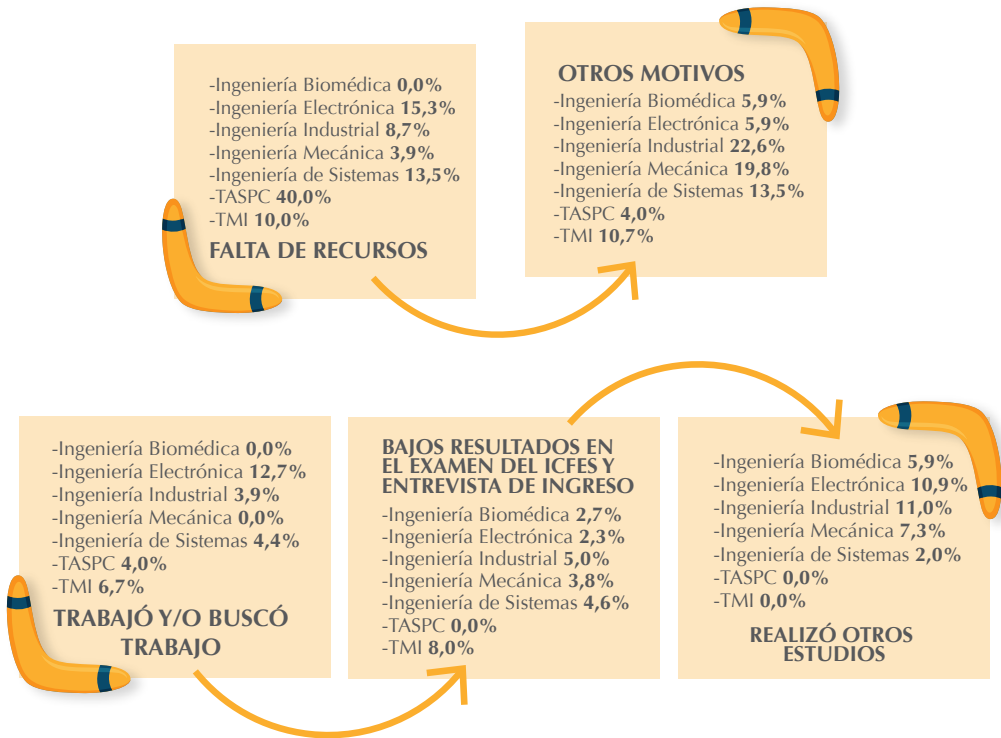 -Ingeniería Biomédica 0,0%
-Ingeniería Electrónica 15,3%
-Ingeniería Industrial 8,7%
-Ingeniería Mecánica 3,9%
-Ingeniería de Sistemas 13,5%
-TASPC 40,0%
-TMI 10,0%
FALTA DE RECURSOS
OTROS MOTIVOS
-Ingeniería Biomédica 5,9%
-Ingeniería Electrónica 5,9%
-Ingeniería Industrial 22,6%
-Ingeniería Mecánica 19,8%
-Ingeniería de Sistemas 13,5%
-TASPC 4,0%
-TMI 10,7%
-Ingeniería Biomédica 0,0%
-Ingeniería Electrónica 12,7%
-Ingeniería Industrial 3,9%
-Ingeniería Mecánica 0,0%
-Ingeniería de Sistemas 4,4%
-TASPC 4,0%
-TMI 6,7%
TRABAJÓ Y/O BUSCÓ
TRABAJO
BAJOS RESULTADOS EN
EL EXAMEN DEL ICFES Y
ENTREVISTA DE INGRESO
-Ingeniería Biomédica 2,7%
-Ingeniería Electrónica 2,3%
-Ingeniería Industrial 5,0%
-Ingeniería Mecánica 3,8%
-Ingeniería de Sistemas 4,6%
-TASPC 0,0%
-TMI 8,0%
-Ingeniería Biomédica 5,9%
-Ingeniería Electrónica 10,9%
-Ingeniería Industrial 11,0%
-Ingeniería Mecánica 7,3%
-Ingeniería de Sistemas 2,0%
-TASPC 0,0%
-TMI 0,0%
REALIZÓ OTROS
ESTUDIOS